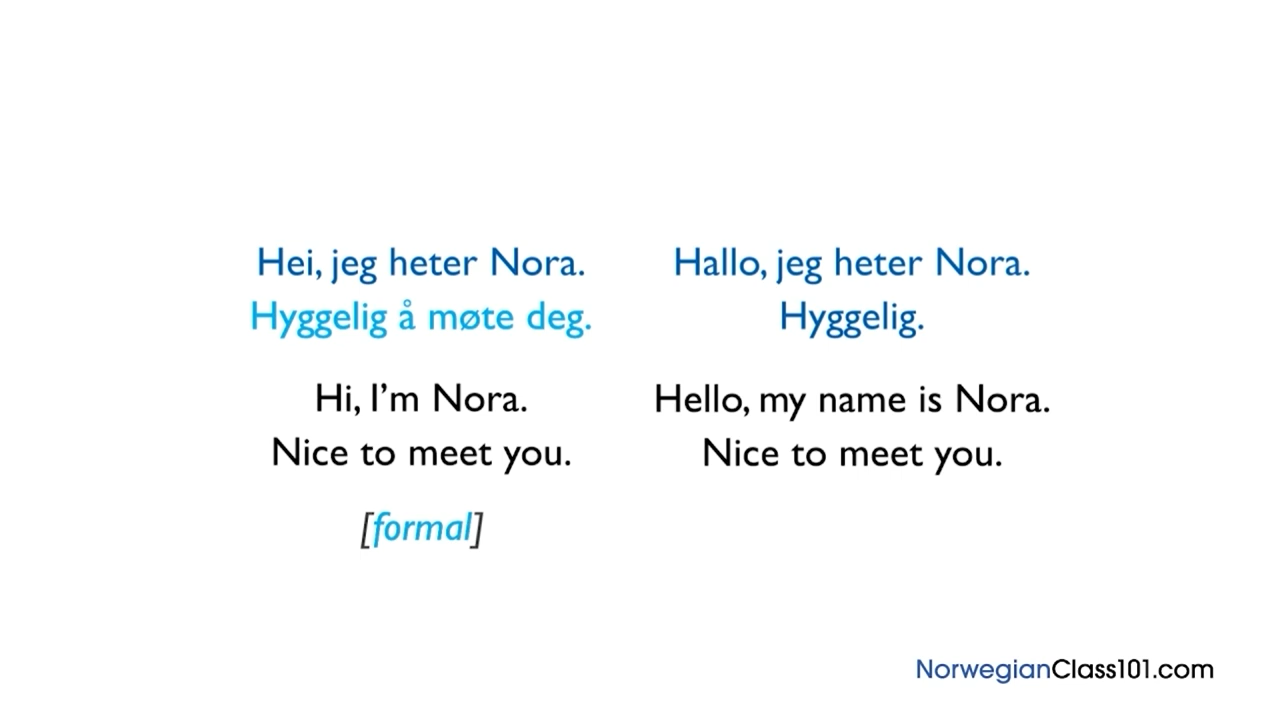 Hei, jeg heter Nora.
Hyggelig å møte deg.
Hi, I'm Nora.
Nice to meet you.
[formal]
Hallo, jeg heter Nora.
Hyggelig.
Hello, my name is Nora.
Nice to meet you.
NorwegianClass101.com